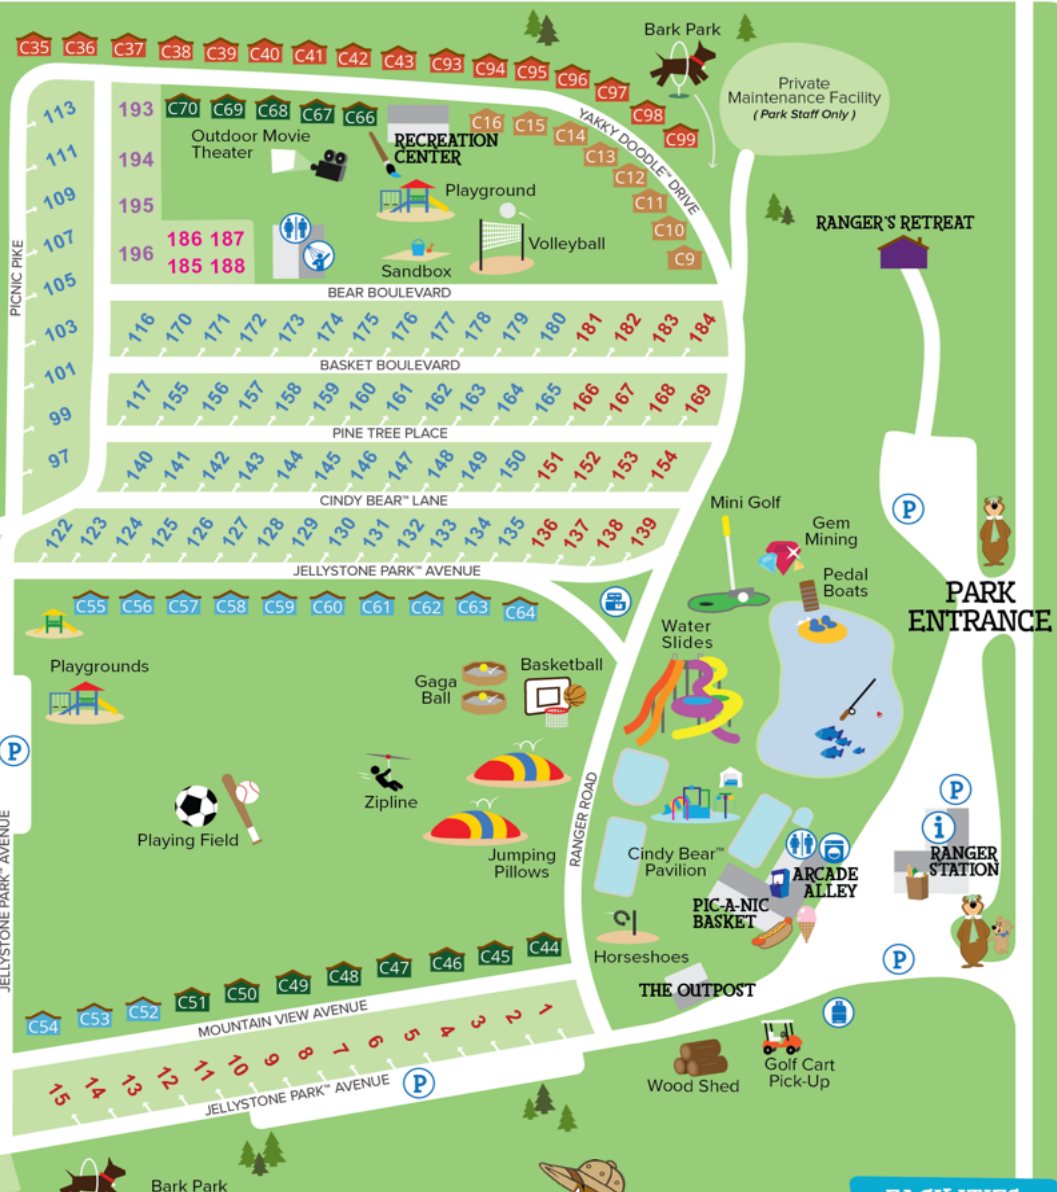 C35 C36 C37 C38 C39 C40 C41 C42 C43 C93 C94 C95 C96 C97 C98 C99
Bark Park
Private
Maintenance Facility
( Park Staff Only )
113
111
109
107
105
103
101
99
97
PICNIC PIKE
193
194
195
196
C70 C69 C68 C67 C66
Outdoor Movie
Theater
RECREATION
CENTER
C16 C15 C14 C13 C12 C11 C10 C9
YAKKY DOODLE™ DRIVE
Playground
Volleyball
Sandbox
186 187
185 188
RANGER'S RETREAT
BEAR BOULEVARD
116 170 171 172 173 174 175 176 177 178 179 180 181 182 183 184
BASKET BOULEVARD
117 155 156 157 158 159 160 161 162 163 164 165 166 167 168 169
PINE TREE PLACE
140 141 142 143 144 145 146 147 148 149 150 151 152 153 154
CINDY BEAR™ LANE
122 123 124 125 126 127 128 129 130 131 132 133 134 135 136 137 138 139
JELLYSTONE PARK™ AVENUE
C55 C56 C57 C58 C59 C60 C61 C62 C63 C64
Mini Golf
Gem
Mining
Pedal
Boats
P
PARK
ENTRANCE
Water
Slides
Playgrounds
Gaga
Ball
Basketball
P
Zipline
Playing Field
Jumping
Pillows
JELLYSTONE PARK™ AVENUE
RANGER ROAD
Cindy Bear™
Pavilion
P
i
RANGER
STATION
ARCADE
ALLEY
PIC-A-NIC
BASKET
Horseshoes
P
THE OUTPOST
C54 C53 C52 C51 C50 C49 C48 C47 C46 C45 C44
MOUNTAIN VIEW AVENUE
15 14 13 12 11 10 9 8 7 6 5 4 3 2 1
JELLYSTONE PARK™ AVENUE
P
Wood Shed
Golf Cart
Pick-Up
Bark Park